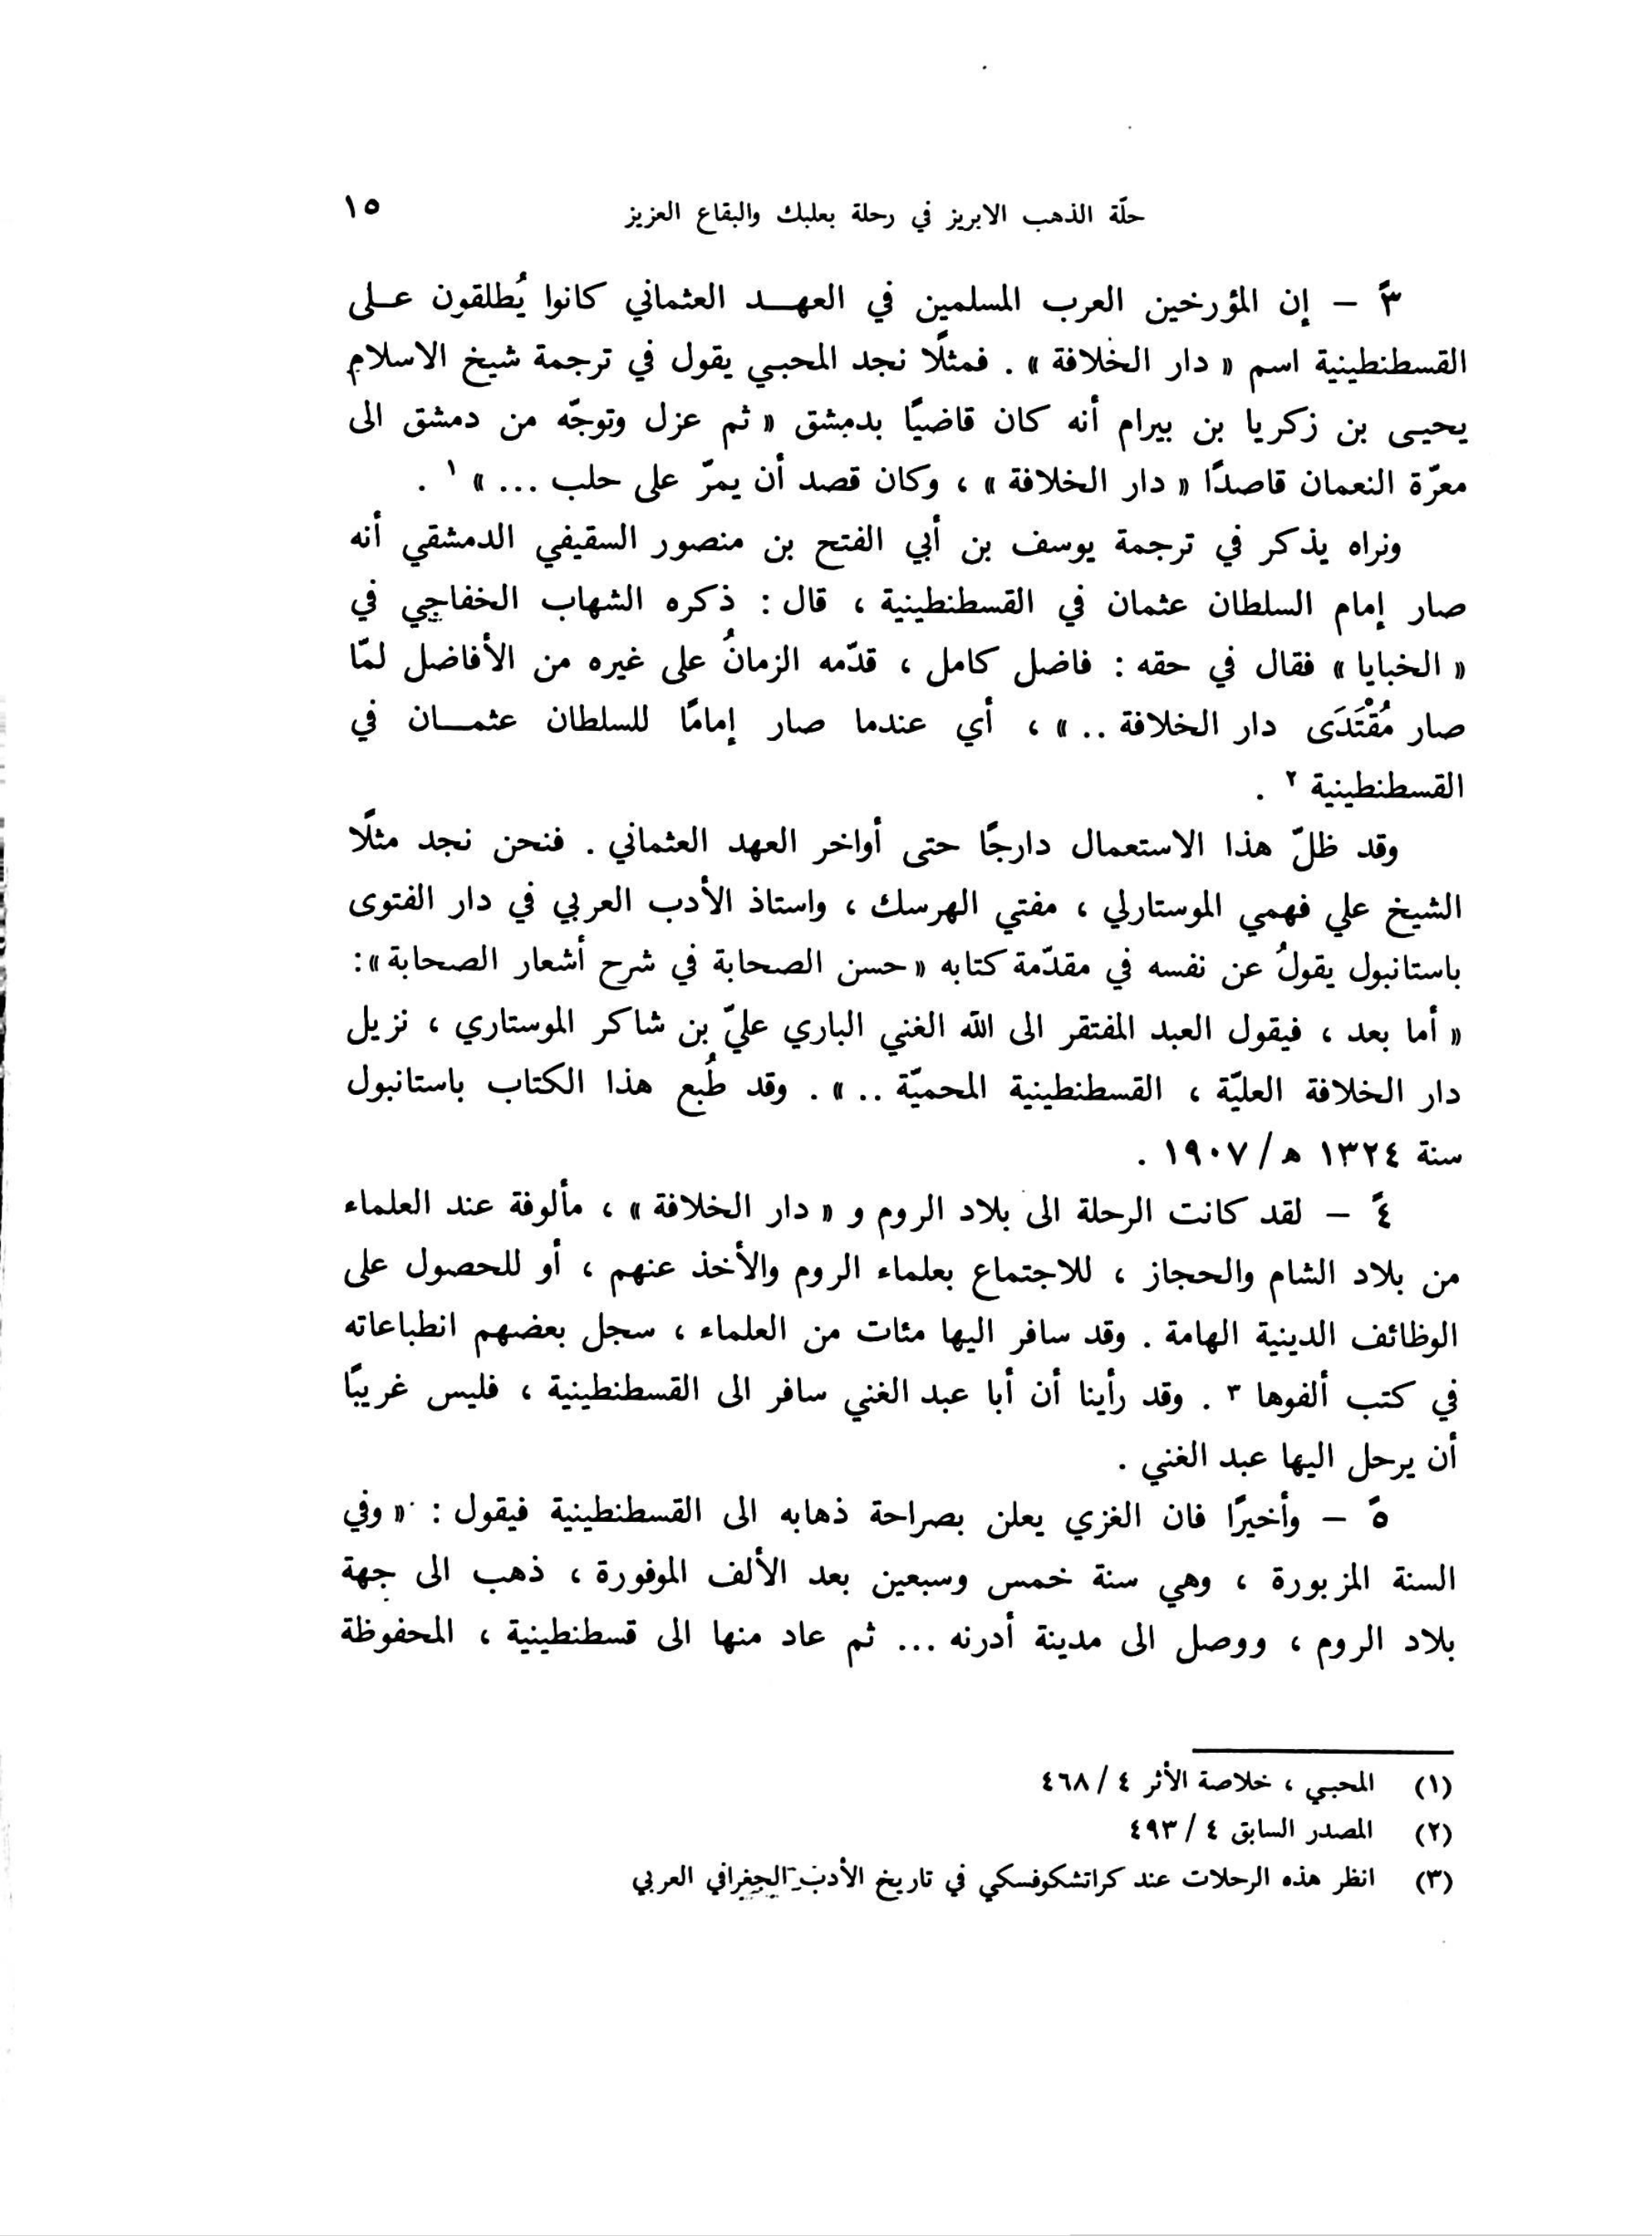 حلّة الذهب الابريز في رحلة بعلبك والبقاع العزيز ١٥
٣ً – إن المؤرخين العرب المسلمين في العهد العثماني كانوا يُطلقون على
القسطنطينية اسم « دار الخلافة » . فمثلًا نجد المحبي يقول في ترجمة شيخ الاسلام
يحيى بن زكريا بن بيرام أنه كان قاضيًا بدمشق « ثم عزل وتوجّه من دمشق الى
معرّة النعمان قاصدًا « دار الخلافة » ، وكان قصد أن يمرّ على حلب ... » ١ .
ونراه يذكر في ترجمة يوسف بن أبي الفتح بن منصور السقيفي الدمشقي أنه
صار إمام السلطان عثمان في القسطنطينية ، قال : ذكره الشهاب الخفاجي في
« الخبايا » فقال في حقه : فاضل كامل ، قدّمه الزمانُ على غيره من الأفاضل لمّا
صار مُقْتَدَى دار الخلافة .. » ، أي عندما صار إمامًا للسلطان عثمان في
القسطنطينية ٢ .
وقد ظلّ هذا الاستعمال دارجًا حتى أواخر العهد العثماني . فنحن نجد مثلًا
الشيخ علي فهمي الموستارلي ، مفتي الهرسك ، واستاذ الأدب العربي في دار الفتوى
باستانبول يقولُ عن نفسه في مقدّمة كتابه « حسن الصحابة في شرح أشعار الصحابة »:
« أما بعد ، فيقول العبد المفتقر الى الله الغني الباري عليّ بن شاكر الموستاري ، نزيل
دار الخلافة العليّة ، القسطنطينية المحميّة .. » . وقد طُبع هذا الكتاب باستانبول
سنة ١٣٢٤ ه/ ١٩٠٧ .
٤ً – لقد كانت الرحلة الى بلاد الروم و « دار الخلافة » ، مألوفة عند العلماء
من بلاد الشام والحجاز ، للاجتماع بعلماء الروم والأخذ عنهم ، أو للحصول على
الوظائف الدينية الهامة . وقد سافر اليها مئات من العلماء ، سجل بعضهم انطباعاته
في كتب ألفوها ٣ . وقد رأينا أن أبا عبد الغني سافر الى القسطنطينية ، فليس غريبًا
أن يرحل اليها عبد الغني .
٥ً – وأخيرًا فان الغزي يعلن بصراحة ذهابه الى القسطنطينية فيقول : « وفي
السنة المزبورة ، وهي سنة خمس وسبعين بعد الألف الموفورة ، ذهب الى جهة
بلاد الروم ، ووصل الى مدينة أدرنه ... ثم عاد منها الى قسطنطينية ، المحفوظة
(١) المحبي ، خلاصة الأثر ٤ / ٤٦٨
(٢) المصدر السابق ٤ / ٤٩٣
(٣) انظر هذه الرحلات عند كراتشكوفسكي في تاريخ الأدب الجغرافي العربي